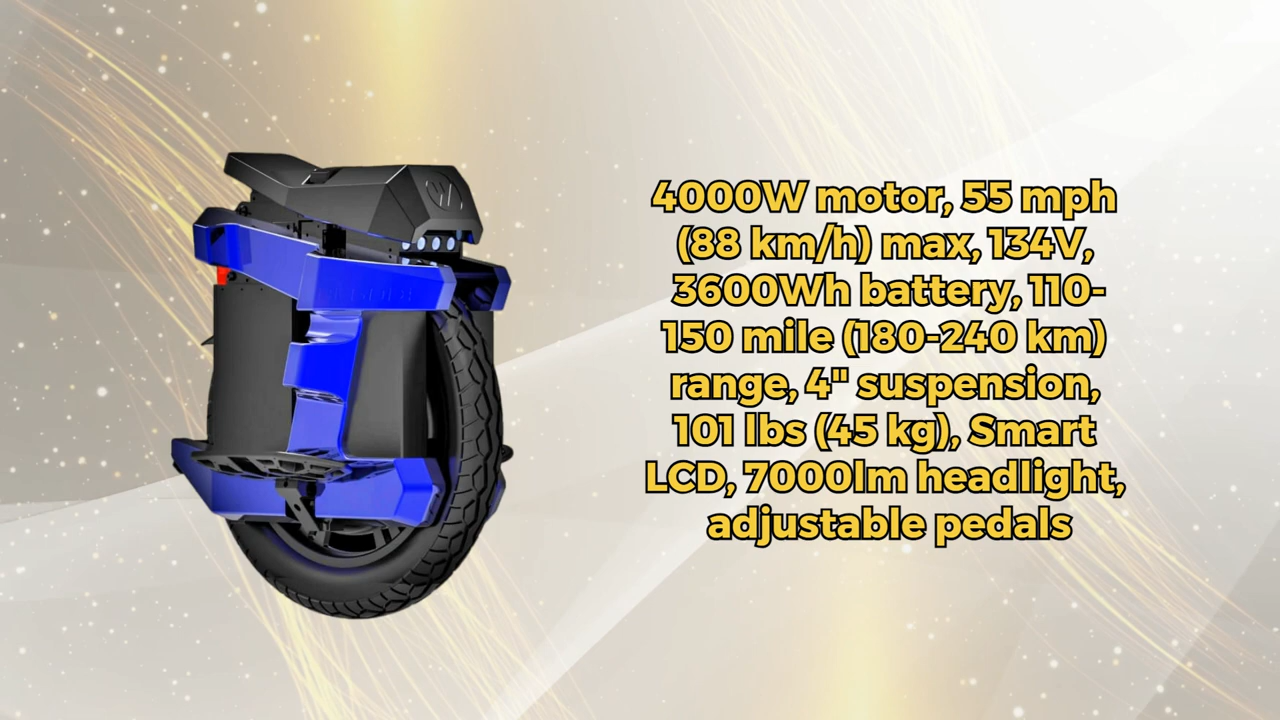 4000W motor, 55 mph
(88 km/h) max, 134V,
3600Wh battery, 110-
150 mile (180-240 km)
range, 4" suspension,
101 lbs (45 kg), Smart
LCD, 7000lm headlight,
adjustable pedals